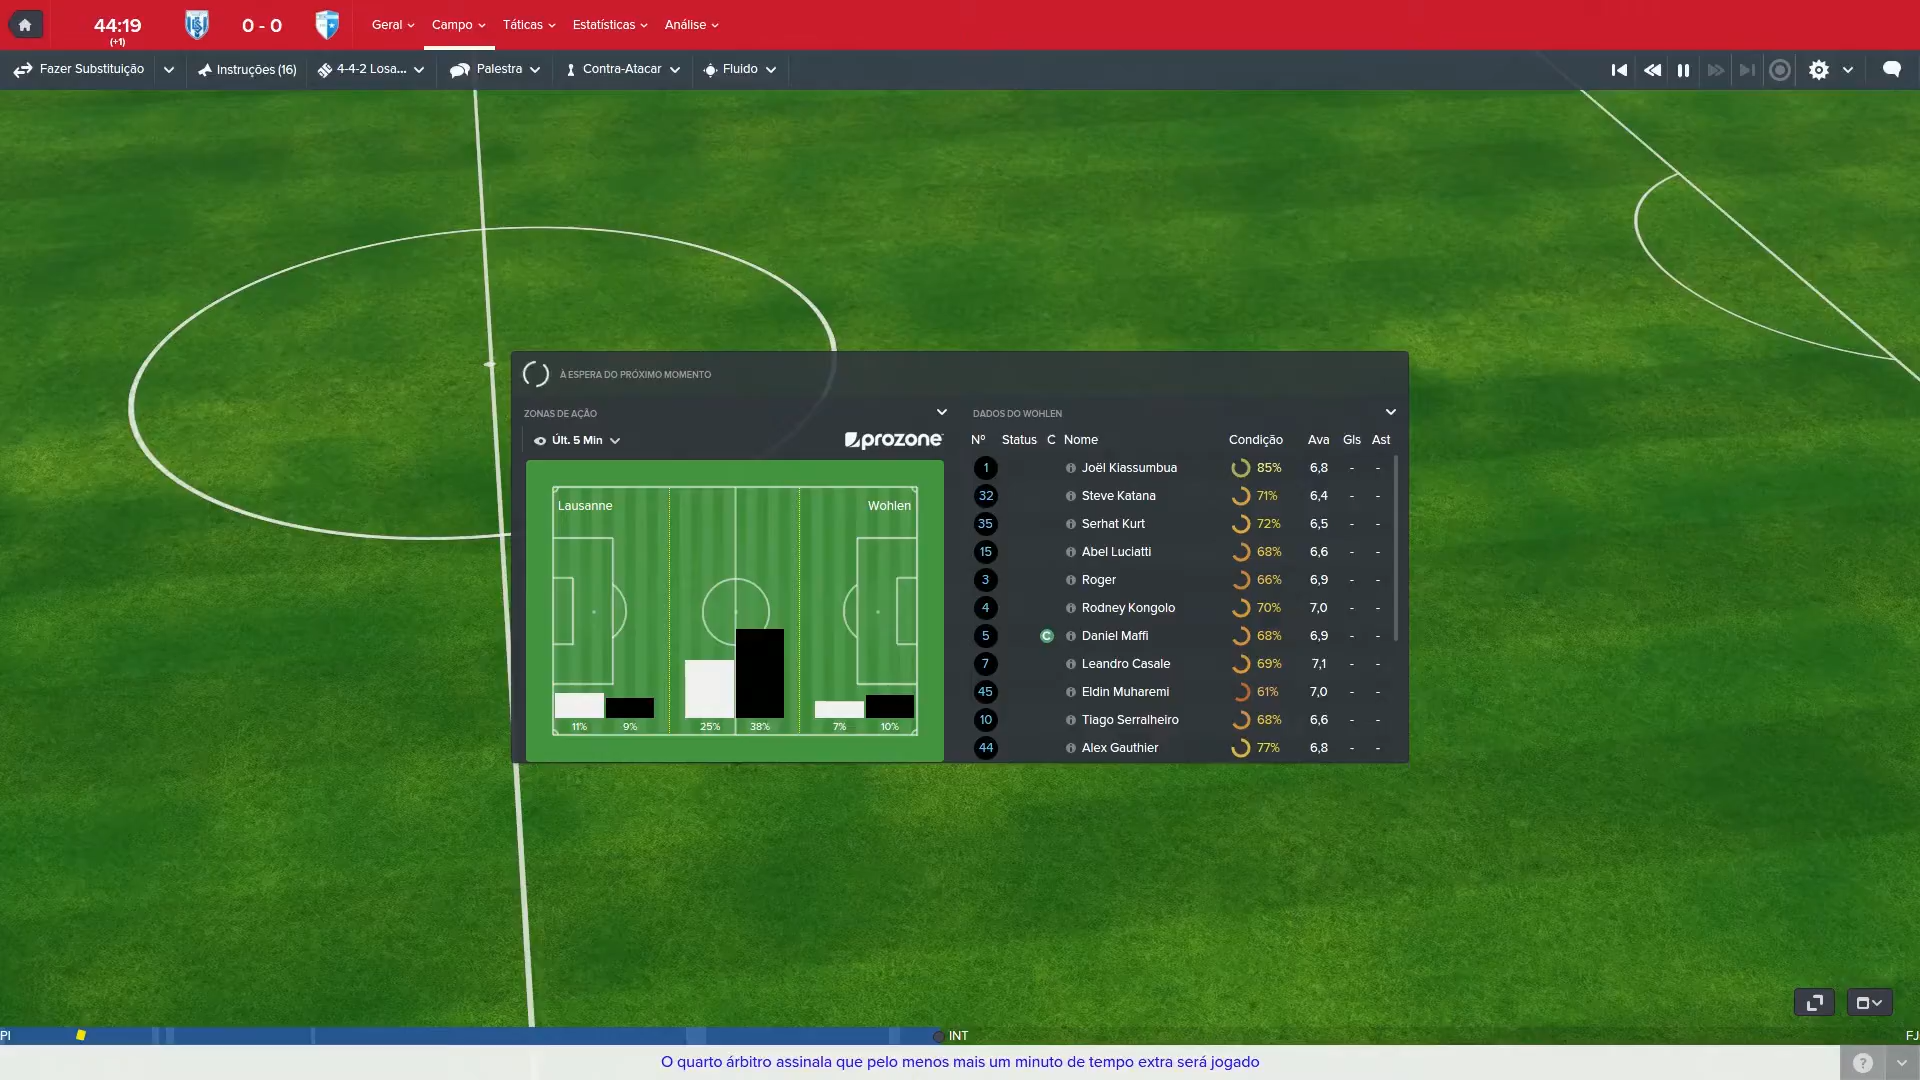 44:19
(+1)
0 - 0
Geral
Campo
Táticas
Estatísticas
Análise
Fazer Substituição
Instruções (16)
4-4-2 Losa...
Palestra
Contra-Atacar
Fluido
À ESPERA DO PRÓXIMO MOMENTO
ZONAS DE AÇÃO
Últ. 5 Min
prozone
Lausanne
Wohlen
11%
9%
25%
38%
7%
10%
DADOS DO WOHLEN
Nº Status C Nome Condição Ava Gls Ast
1 Joël Kiassumbua 85% 6,8 - -
32 Steve Katana 71% 6,4 - -
35 Serhat Kurt 72% 6,5 - -
15 Abel Luciatti 68% 6,6 - -
3 Roger 66% 6,9 - -
4 Rodney Kongolo 70% 7,0 - -
5 C Daniel Maffi 68% 6,9 - -
7 Leandro Casale 69% 7,1 - -
45 Eldin Muharemi 61% 7,0 - -
10 Tiago Serralheiro 68% 6,6 - -
44 Alex Gauthier 77% 6,8 - -
PI
INT
FJ
O quarto árbitro assinala que pelo menos mais um minuto de tempo extra será jogado
?